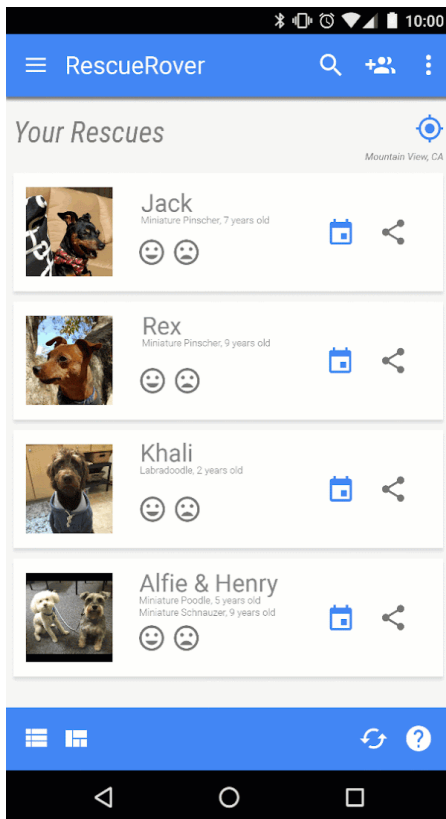 10:00
RescueRover
Your Rescues
Mountain View, CA
Jack
Miniature Pinscher, 7 years old
Rex
Miniature Pinscher, 9 years old
Khali
Labradoodle, 2 years old
Alfie & Henry
Miniature Poodle, 5 years old
Miniature Schnauzer, 9 years old